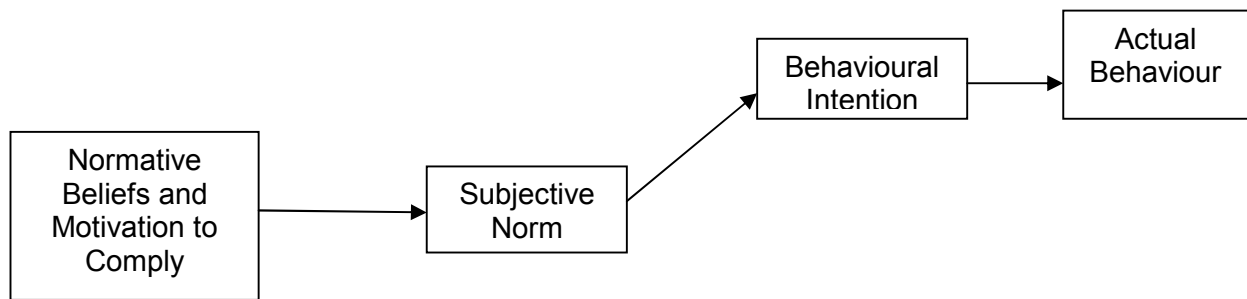 Normative
Beliefs and
Motivation to
Comply
Subjective
Norm
Behavioural
Intention
Actual
Behaviour